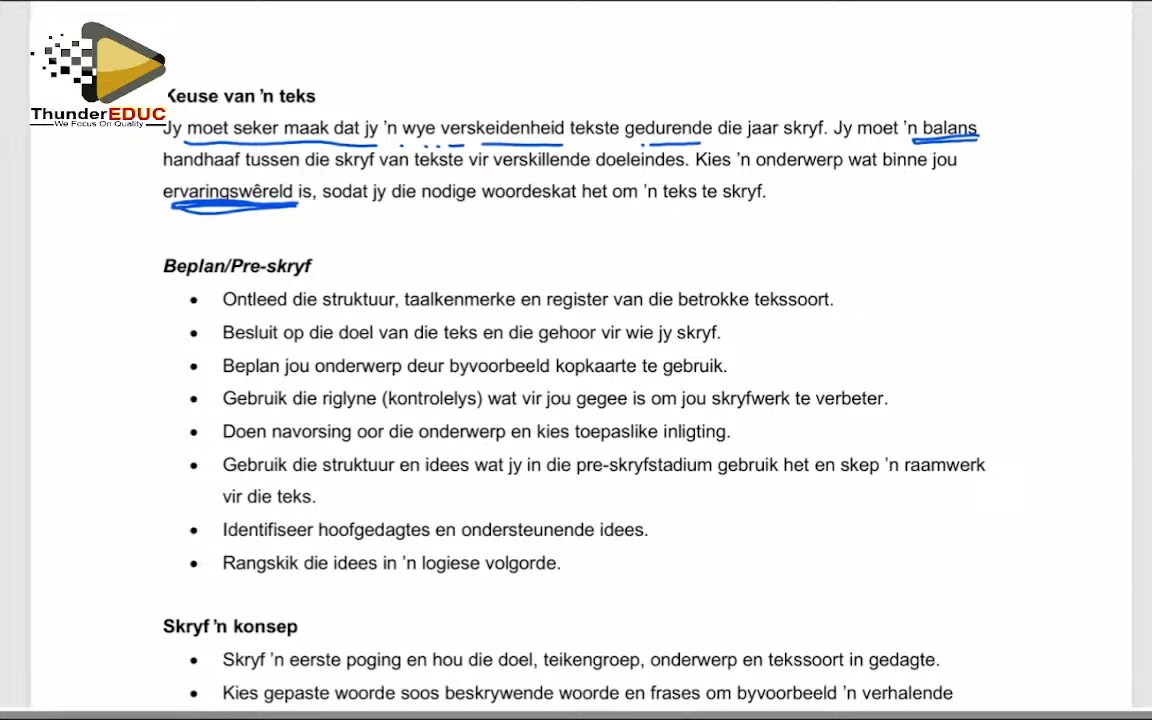 ThunderEDUC
We Focus On Quality
Keuse van 'n teks
Jy moet seker maak dat jy 'n wye verskeidenheid tekste gedurende die jaar skryf. Jy moet 'n balans
handhaaf tussen die skryf van tekste vir verskillende doeleindes. Kies 'n onderwerp wat binne jou
ervaringswêreld is, sodat jy die nodige woordeskat het om 'n teks te skryf.
Beplan/Pre-skryf
• Ontleed die struktuur, taalkenmerke en register van die betrokke tekssoort.
• Besluit op die doel van die teks en die gehoor vir wie jy skryf.
• Beplan jou onderwerp deur byvoorbeeld kopkaarte te gebruik.
• Gebruik die riglyne (kontrolelys) wat vir jou gegee is om jou skryfwerk te verbeter.
• Doen navorsing oor die onderwerp en kies toepaslike inligting.
• Gebruik die struktuur en idees wat jy in die pre-skryfstadium gebruik het en skep 'n raamwerk
vir die teks.
• Identifiseer hoofgedagtes en ondersteunende idees.
• Rangskik die idees in 'n logiese volgorde.
Skryf 'n konsep
• Skryf 'n eerste poging en hou die doel, teikengroep, onderwerp en tekssoort in gedagte.
• Kies gepaste woorde soos beskrywende woorde en frases om byvoorbeeld 'n verhalende